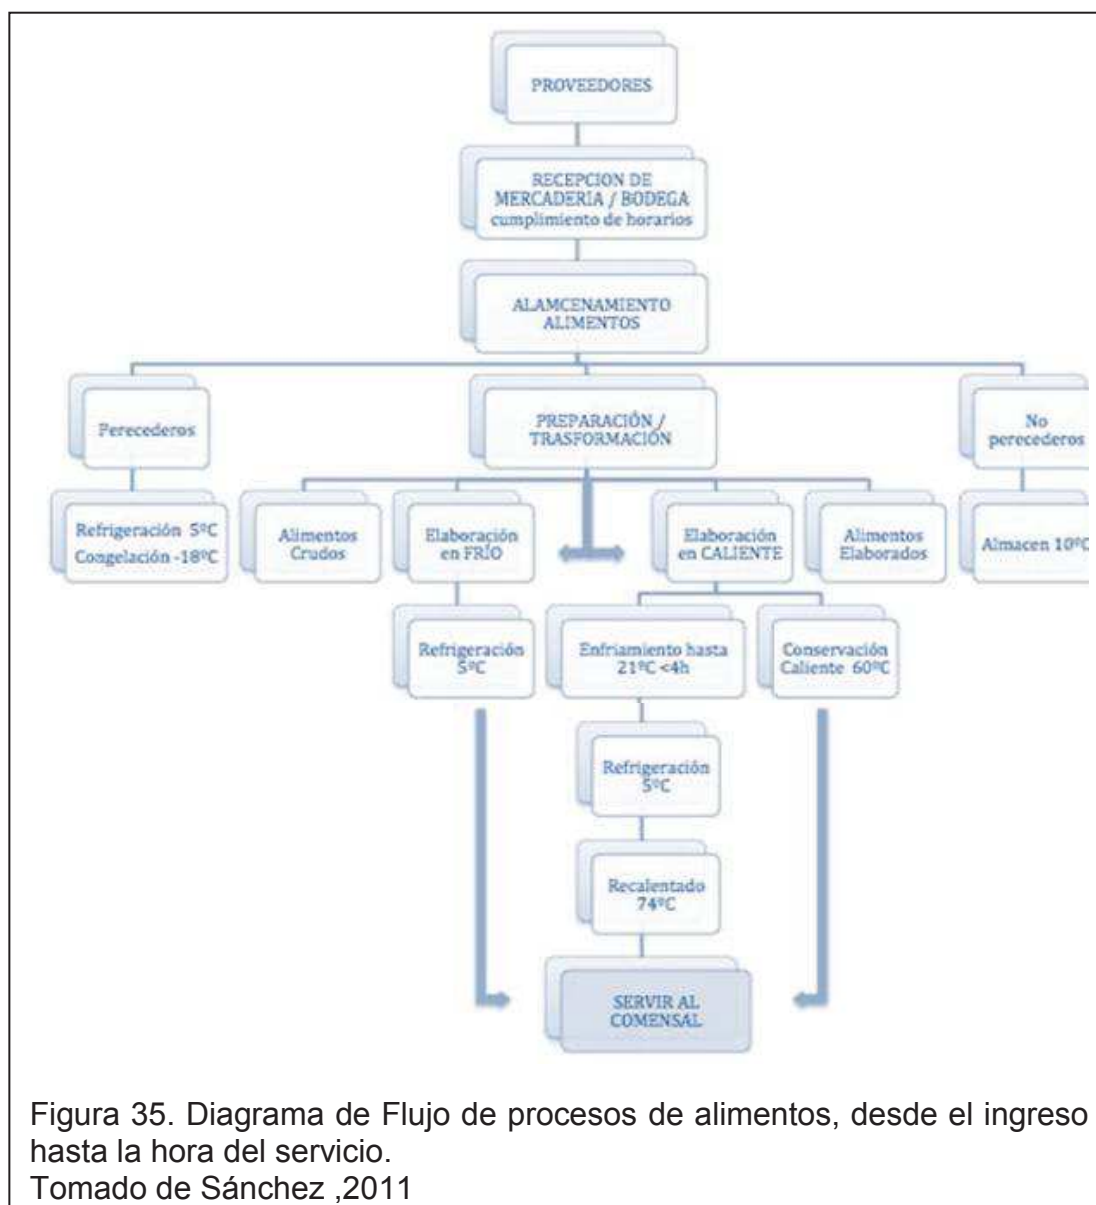 PROVEEDORES
RECEPCION DE
MERCADERIA / BODEGA
cumplimiento de horarios
ALAMCENAMIENTO
ALIMENTOS
Perecederos
PREPARACIÓN /
TRASFORMACIÓN
No
perecederos
Refrigeración 5ºC
Congelación -18ºC
Alimentos
Crudos
Elaboración
en FRÍO
Elaboración
en CALIENTE
Alimentos
Elaborados
Almacen 10ºC
Refrigeración
5ºC
Enfriamiento hasta
21ºC <4h
Conservación
Caliente 60ºC
Refrigeración
5ºC
Recalentado
74ºC
SERVIR AL
COMENSAL
Figura 35. Diagrama de Flujo de procesos de alimentos, desde el ingreso
hasta la hora del servicio.
Tomado de Sánchez ,2011